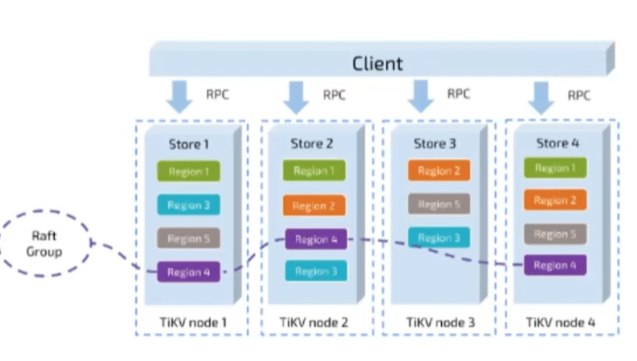 Client
RPC
RPC
RPC
RPC
Store 1
Region 1
Region 3
Region 5
Region 4
TiKV node 1
Store 2
Region 1
Region 2
Region 4
Region 3
TiKV node 2
Store 3
Region 2
Region 5
Region 3
TiKV node 3
Store 4
Region 1
Region 2
Region 5
Region 4
TiKV node 4
Raft
Group